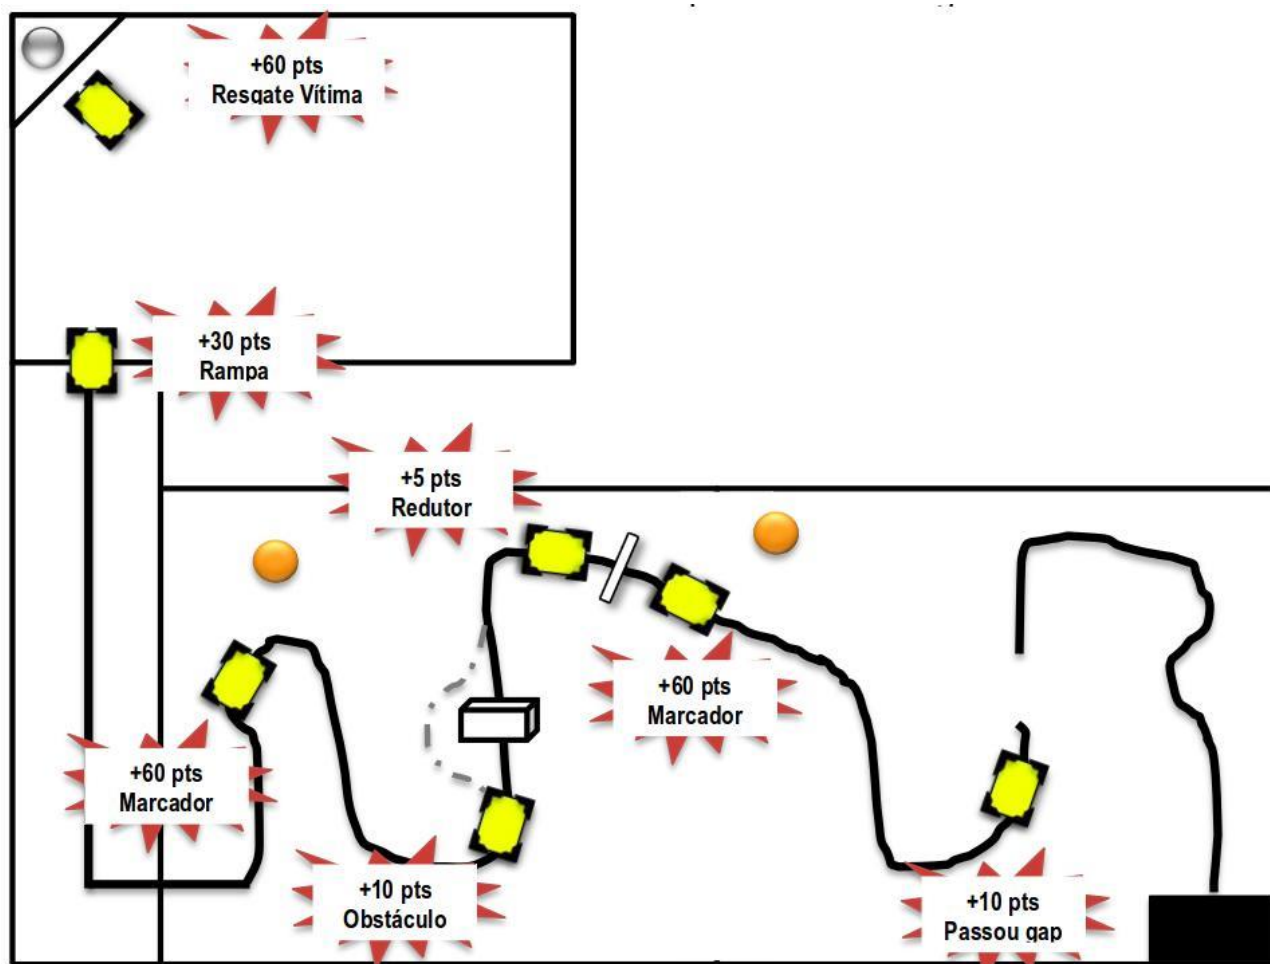 +60 pts
Resgate Vítima
+30 pts
Rampa
+5 pts
Redutor
+60 pts
Marcador
+60 pts
Marcador
+10 pts
Obstáculo
+10 pts
Passou gap